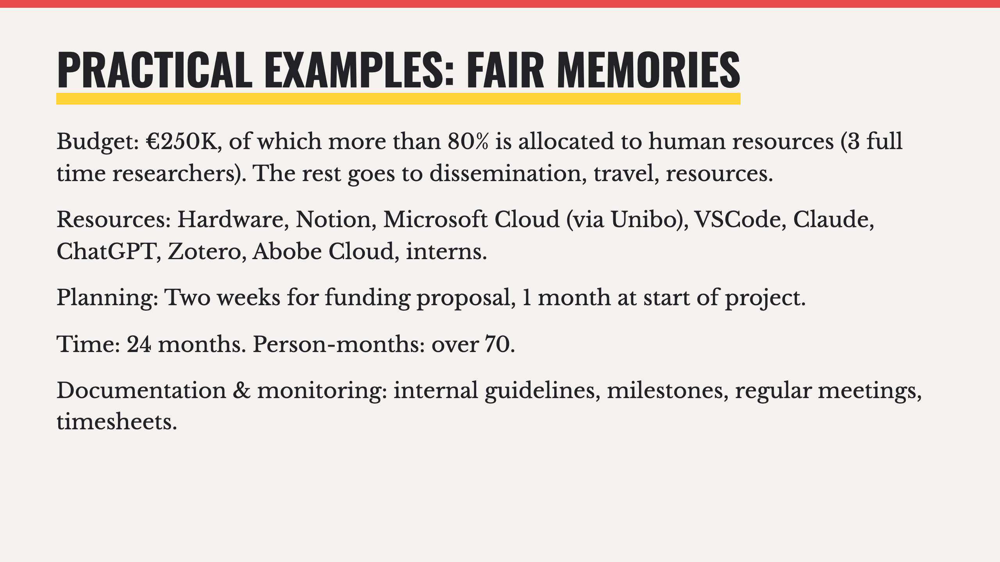 PRACTICAL EXAMPLES: FAIR MEMORIES
Budget: €250K, of which more than 80% is allocated to human resources (3 full
time researchers). The rest goes to dissemination, travel, resources.
Resources: Hardware, Notion, Microsoft Cloud (via Unibo), VSCode, Claude,
ChatGPT, Zotero, Abobe Cloud, interns.
Planning: Two weeks for funding proposal, 1 month at start of project.
Time: 24 months. Person-months: over 70.
Documentation & monitoring: internal guidelines, milestones, regular meetings,
timesheets.